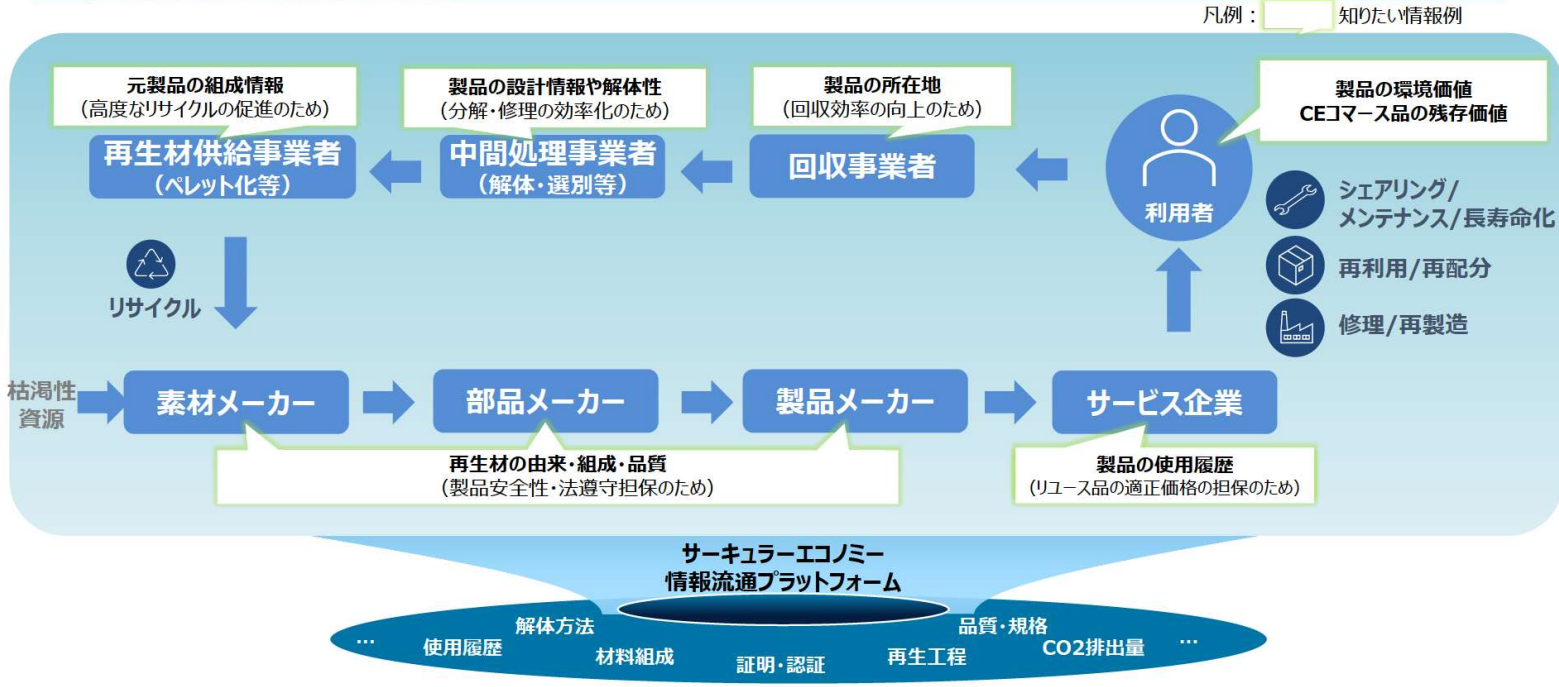 凡例： 知りたい情報例
元製品の組成情報
（高度なリサイクルの促進のため）
製品の設計情報や解体性
（分解・修理の効率化のため）
製品の所在地
（回収効率の向上のため）
製品の環境価値
CEコマース品の残存価値
再生材供給事業者
（ペレット化等）
中間処理事業者
（解体・選別等）
回収事業者
利用者
シェアリング/
メンテナンス/長寿命化
再利用/再配分
修理/再製造
リサイクル
枯渇性
資源
素材メーカー
部品メーカー
製品メーカー
サービス企業
再生材の由来・組成・品質
（製品安全性・法遵守担保のため）
製品の使用履歴
（リユース品の適正価格の担保のため）
サーキュラーエコノミー
情報流通プラットフォーム
…
使用履歴
解体方法
材料組成
証明・認証
再生工程
品質・規格
CO2排出量
…